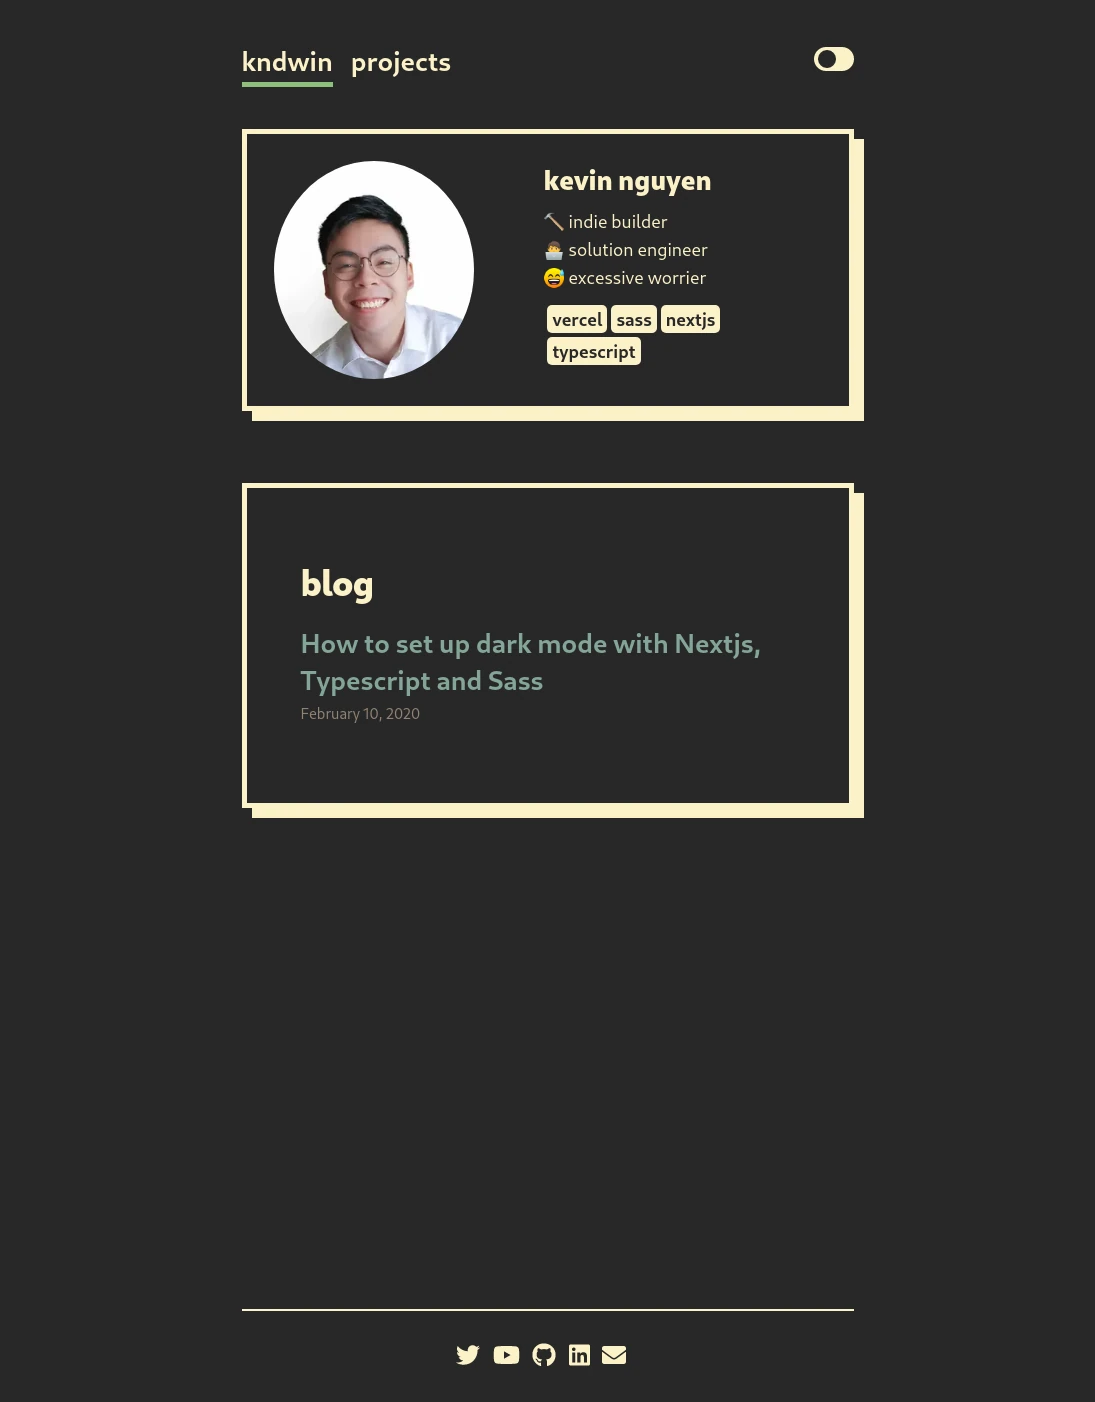 kndwin projects
kevin nguyen
indie builder
solution engineer
excessive worrier
vercel sass nextjs
typescript
blog
How to set up dark mode with Nextjs,
Typescript and Sass
February 10, 2020
in